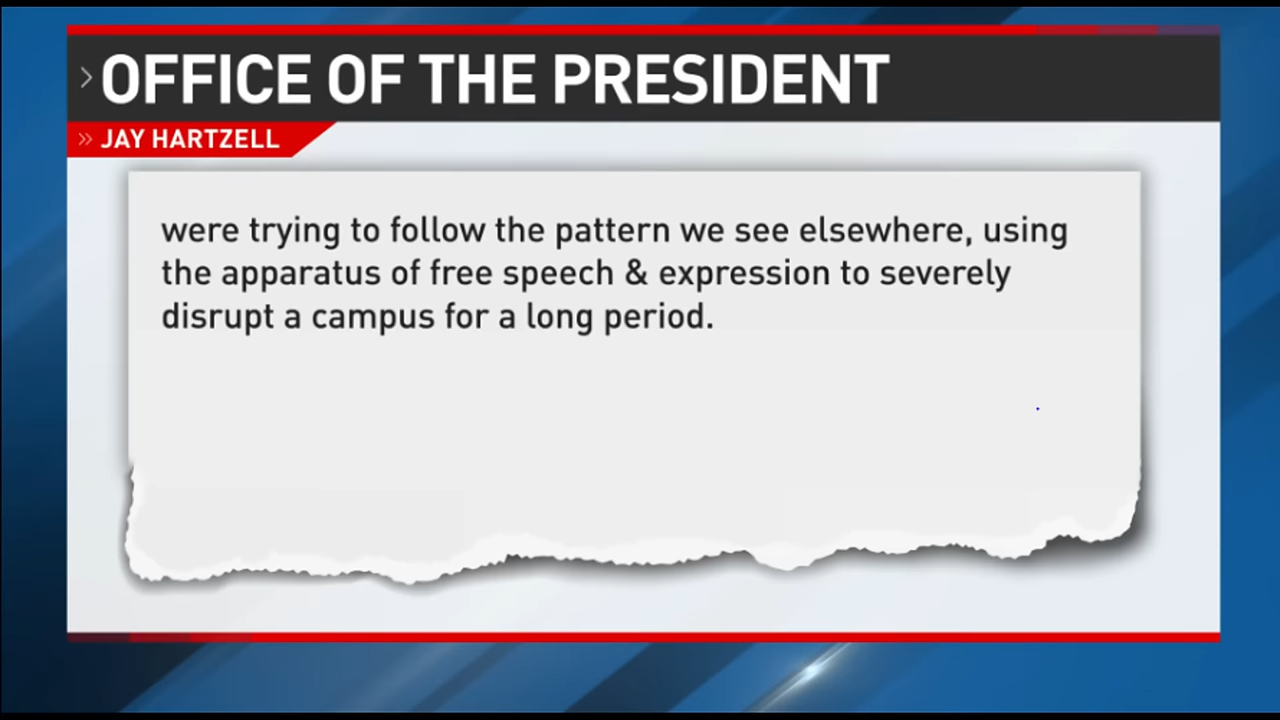 › OFFICE OF THE PRESIDENT
» JAY HARTZELL
were trying to follow the pattern we see elsewhere, using
the apparatus of free speech & expression to severely
disrupt a campus for a long period.